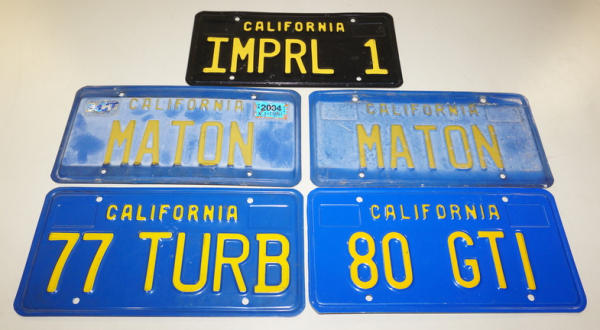 CALIFORNIA
IMPRL 1
CALIFORNIA
2004
MATON
CALIFORNIA
MATON
CALIFORNIA
77 TURB
CALIFORNIA
80 GTI